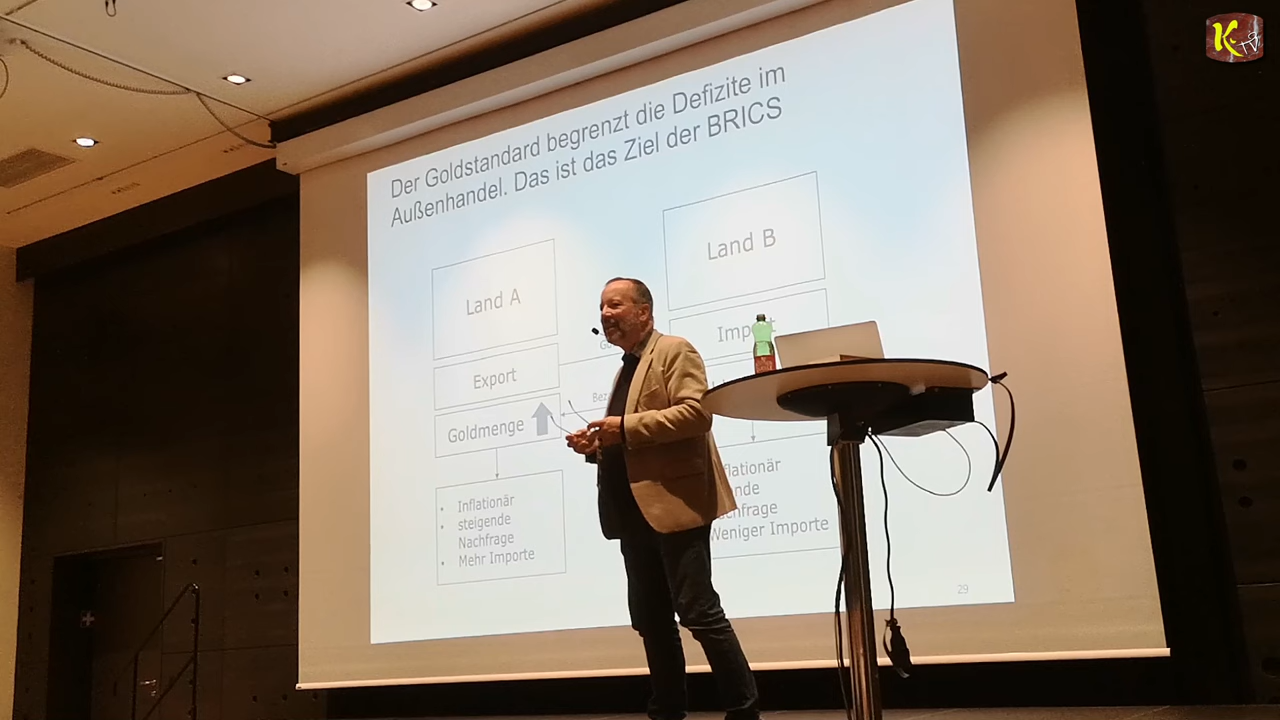 Der Goldstandard begrenzt die Defizite im
Außenhandel. Das ist das Ziel der BRICS
Land A
Export
Goldmenge
• Inflationär
• steigende
Nachfrage
• Mehr Importe
Land B
Weniger Importe
29
K